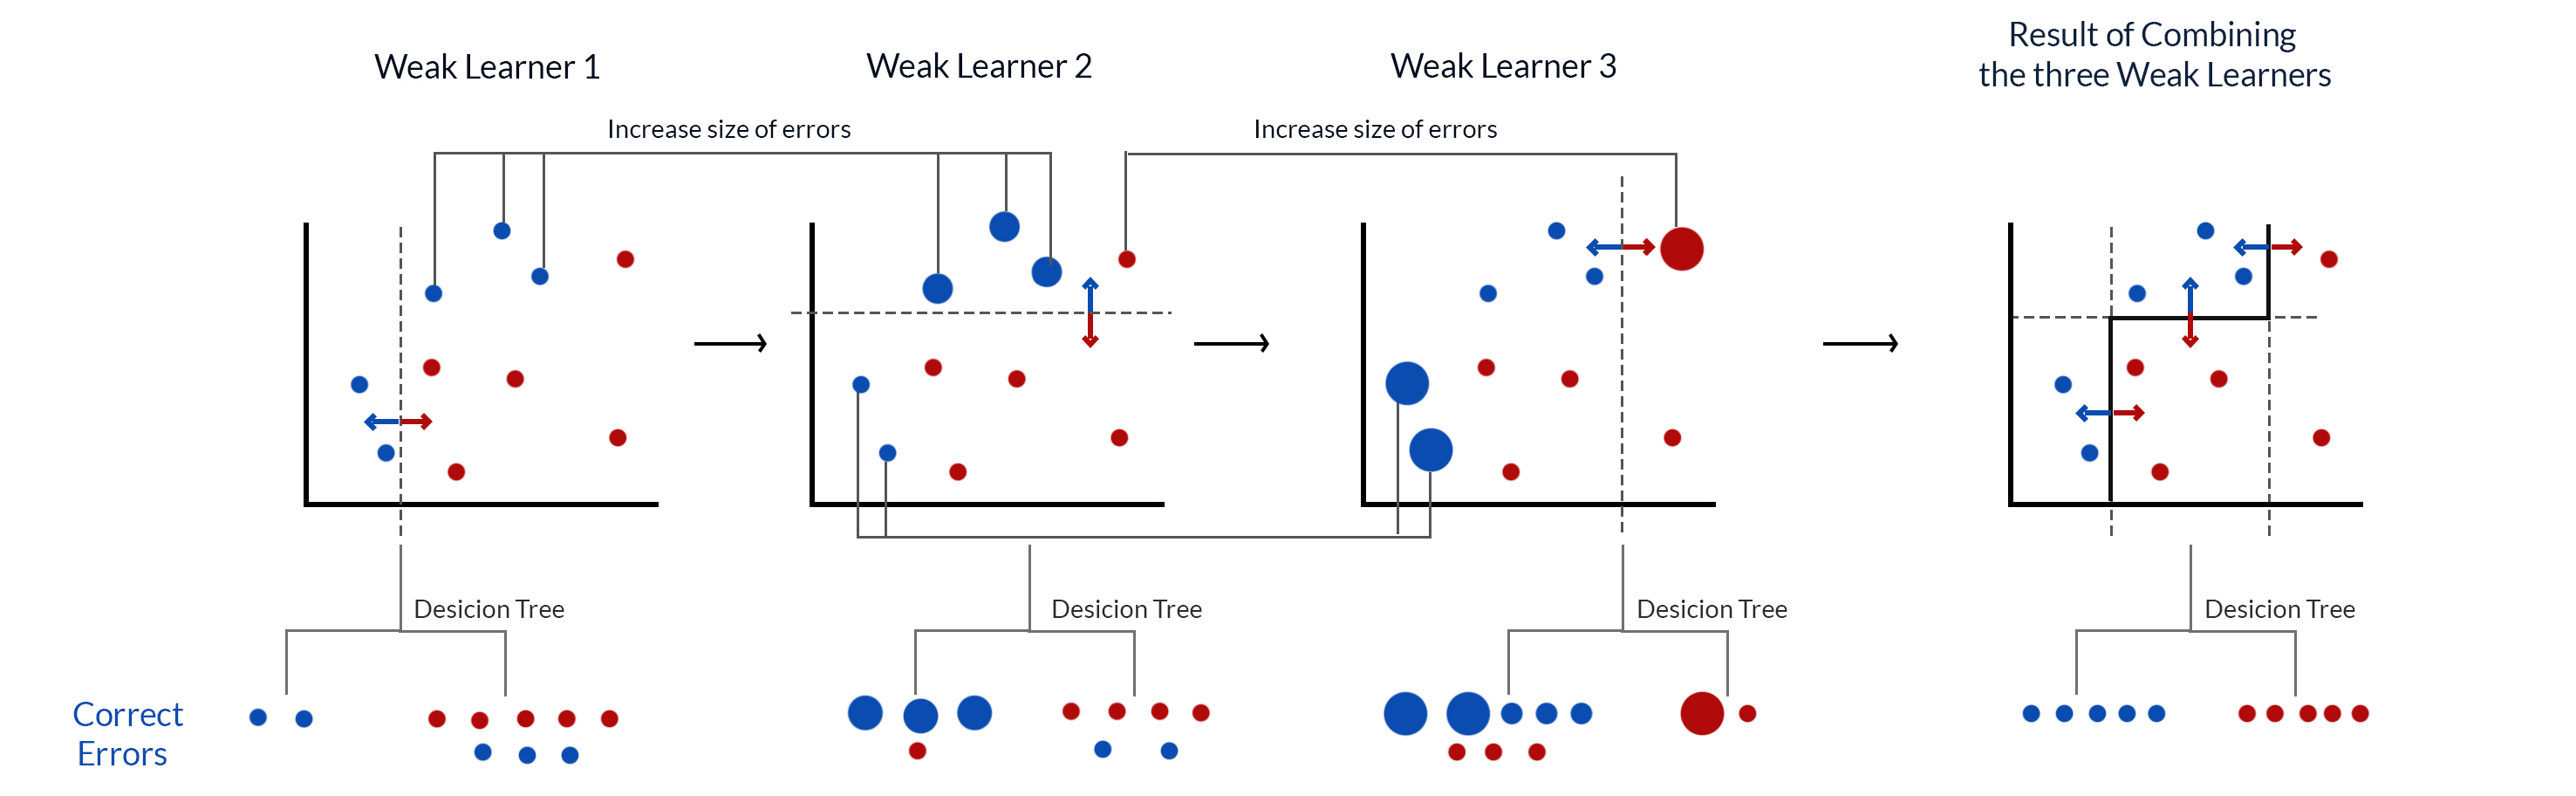 Weak Learner 1
Weak Learner 2
Weak Learner 3
Result of Combining
the three Weak Learners
Increase size of errors
Increase size of errors
Desicion Tree
Desicion Tree
Desicion Tree
Desicion Tree
Correct
Errors